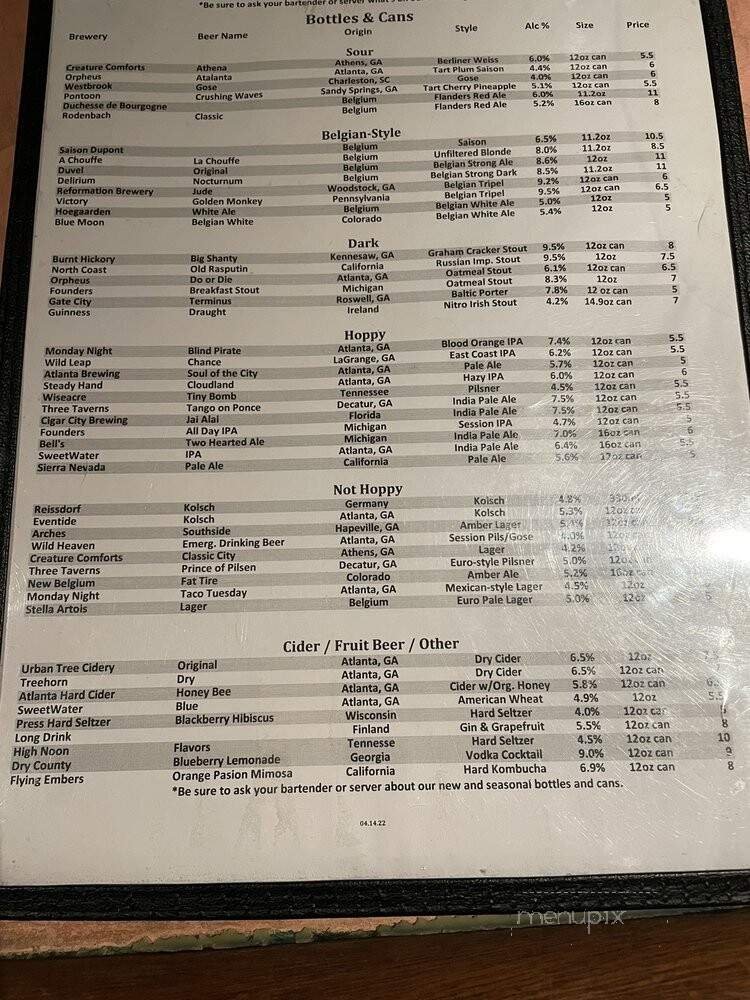 *Be sure to ask your bartender or server
Bottles & Cans
Brewery Beer Name Origin Style Alc % Size Price
Sour
Creature Comforts Athena Athens, GA Berliner Weiss 6.0% 12oz can 5.5
Orpheus Atalanta Atlanta, GA Tart Plum Saison 4.4% 12oz can 6
Westbrook Gose Charleston, SC Gose 4.0% 12oz can 6
Pontoon Crushing Waves Sandy Springs, GA Tart Cherry Pineapple 5.1% 12oz can 5.5
Duchesse de Bourgogne Belgium Flanders Red Ale 6.0% 11.2oz 11
Rodenbach Classic Belgium Flanders Red Ale 5.2% 16oz can 8
Belgian-Style
Saison Dupont Belgium Saison 6.5% 11.2oz 10.5
A Chouffe La Chouffe Belgium Unfiltered Blonde 8.0% 11.2oz 8.5
Duvel Original Belgium Belgian Strong Ale 8.6% 12oz 11
Delirium Nocturnum Belgium Belgian Strong Dark 8.5% 11.2oz 11
Reformation Brewery Jude Woodstock, GA Belgian Tripel 9.2% 12oz can 6
Victory Golden Monkey Pennsylvania Belgian Tripel 9.5% 12oz can 6.5
Hoegaarden White Ale Belgium Belgian White Ale 5.0% 12oz 5
Blue Moon Belgian White Colorado Belgian White Ale 5.4% 12oz 5
Dark
Burnt Hickory Big Shanty Kennesaw, GA Graham Cracker Stout 9.5% 12oz can 8
North Coast Old Rasputin California Russian Imp. Stout 9.5% 12oz 7.5
Orpheus Do or Die Atlanta, GA Oatmeal Stout 6.1% 12oz can 6.5
Founders Breakfast Stout Michigan Oatmeal Stout 8.3% 12oz 7
Gate City Terminus Roswell, GA Baltic Porter 7.8% 12 oz can 5
Guinness Draught Ireland Nitro Irish Stout 4.2% 14.9oz can 7
Hoppy
Monday Night Blind Pirate Atlanta, GA Blood Orange IPA 7.4% 12oz can 5.5
Wild Leap Chance LaGrange, GA East Coast IPA 6.2% 12oz can 5.5
Atlanta Brewing Soul of the City Atlanta, GA Pale Ale 5.7% 12oz can 5
Steady Hand Cloudland Atlanta, GA Hazy IPA 6.0% 12oz can 6
Wiseacre Tiny Bomb Tennessee Pilsner 4.5% 12oz can 5.5
Three Taverns Tango on Ponce Decatur, GA India Pale Ale 7.5% 12oz can 5.5
Cigar City Brewing Jai Alai Florida India Pale Ale 7.5% 12oz can 5.5
Founders All Day IPA Michigan Session IPA 4.7% 12oz can 5
Bell's Two Hearted Ale Michigan India Pale Ale 7.0% 16oz can 6
SweetWater IPA Atlanta, GA India Pale Ale 6.4% 16oz can 5.5
Sierra Nevada Pale Ale California Pale Ale 5.6% 12oz can 5
Not Hoppy
Reissdorf Kolsch Germany Kolsch 4.8%
Eventide Kolsch Atlanta, GA Kolsch 5.3% 12oz
Arches Southside Hapeville, GA Amber Lager
Wild Heaven Emerg. Drinking Beer Atlanta, GA Session Pils/Gose 4.0%
Creature Comforts Classic City Athens, GA Lager 4.2%
Three Taverns Prince of Pilsen Decatur, GA Euro-style Pilsner 5.0%
New Belgium Fat Tire Colorado Amber Ale 5.2%
Monday Night Taco Tuesday Atlanta, GA Mexican-style Lager 4.5% 12oz
Stella Artois Lager Belgium Euro Pale Lager 5.0% 12oz 5
Cider / Fruit Beer / Other
Urban Tree Cidery Original Atlanta, GA Dry Cider 6.5% 12oz
Treehorn Dry Atlanta, GA Dry Cider 6.5% 12oz can
Atlanta Hard Cider Honey Bee Atlanta, GA Cider w/Org. Honey 5.8% 12oz can
SweetWater Blue Atlanta, GA American Wheat 4.9% 12oz 5.5
Press Hard Seltzer Blackberry Hibiscus Wisconsin Hard Seltzer 4.0% 12oz can
Long Drink Finland Gin & Grapefruit 5.5% 12oz can 8
High Noon Flavors Tennesse Hard Seltzer 4.5% 12oz can 10
Dry County Blueberry Lemonade Georgia Vodka Cocktail 9.0% 12oz can 9
Flying Embers Orange Pasion Mimosa California Hard Kombucha 6.9% 12oz can 8
*Be sure to ask your bartender or server about our new and seasonal bottles and cans.
04.14.22
menupix